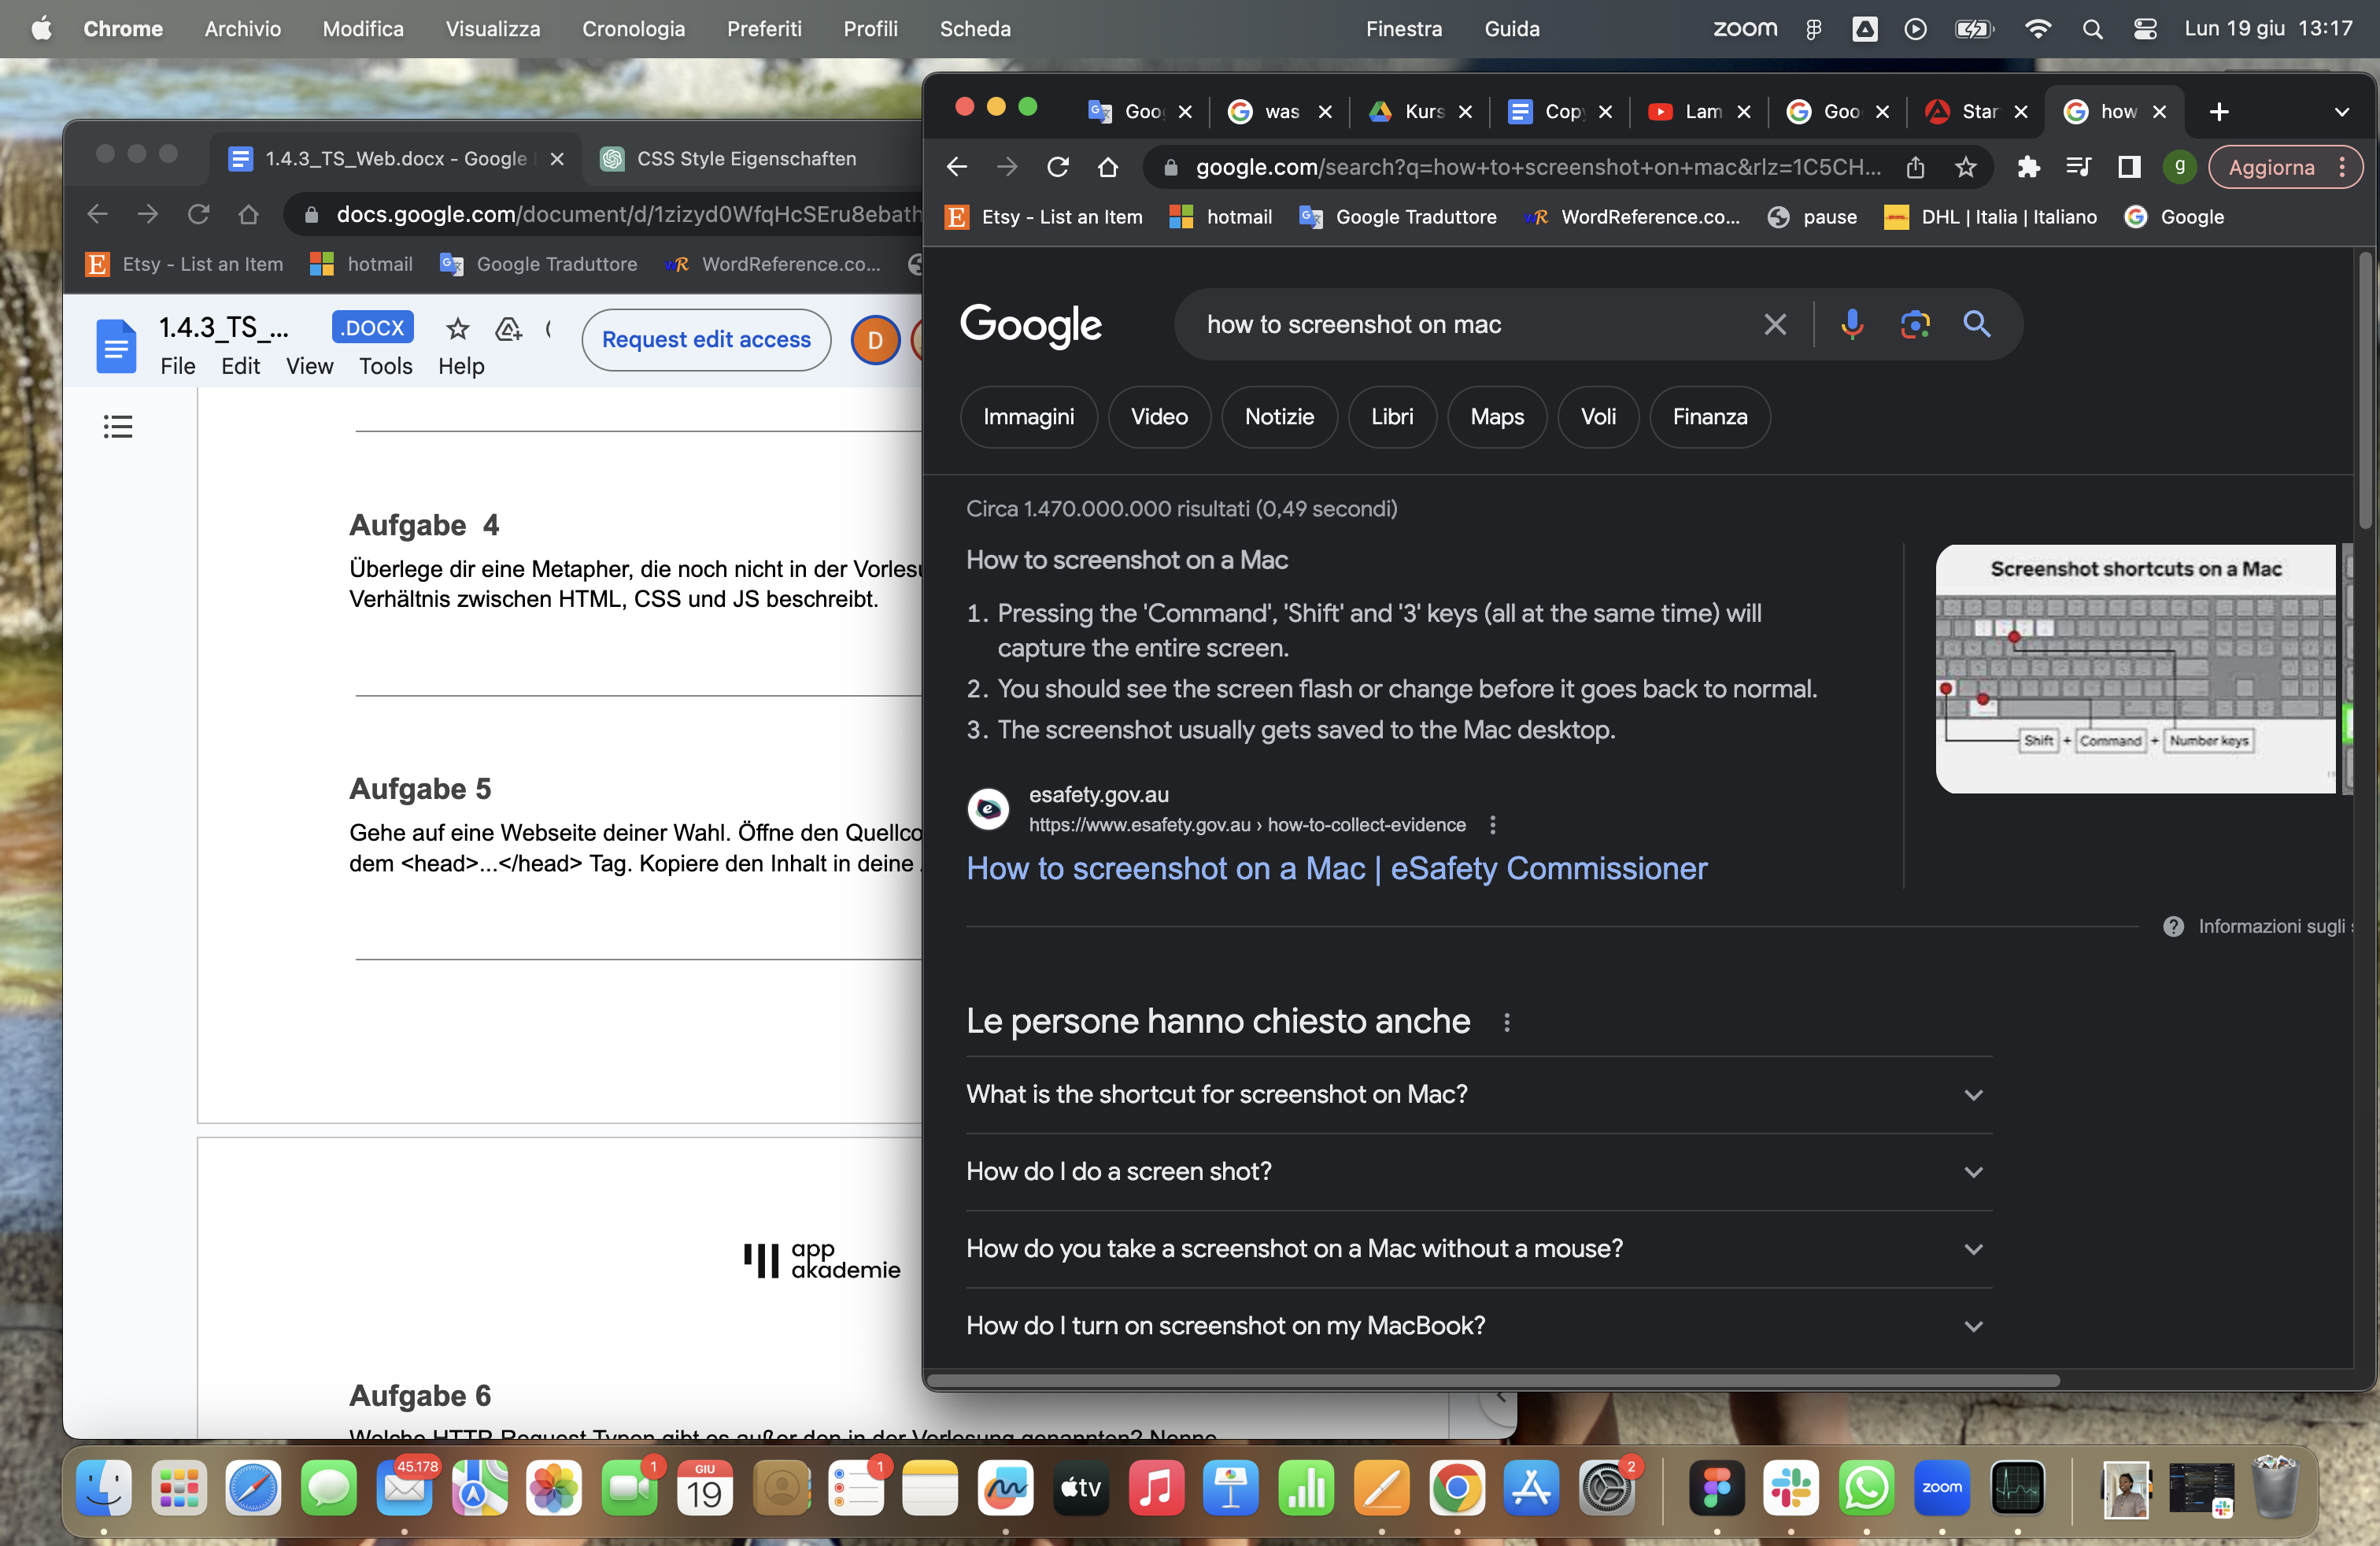 Chrome Archivio Modifica Visualizza Cronologia Preferiti Profili Scheda Finestra Guida zoom Lun 19 giu 13:17
1.4.3_TS_Web.docx - Google
CSS Style Eigenschaften
docs.google.com/document/d/1zizyd0WfqHcSEru8ebath
Etsy - List an Item hotmail Google Traduttore WordReference.co...
1.4.3_TS_... .DOCX
Request edit access
D
File Edit View Tools Help
Aufgabe 4
Überlege dir eine Metapher, die noch nicht in der Vorlesu
Verhältnis zwischen HTML, CSS und JS beschreibt.
Aufgabe 5
Gehe auf eine Webseite deiner Wahl. Öffne den Quellco
dem <head>...</head> Tag. Kopiere den Inhalt in deine
app
akademie
Aufgabe 6
Welche HTTP Request Typen gibt es außer den in der Vorlesung genannten? Nenne
Goo was Kurs Cop Lam Goo Star how
google.com/search?q=how+to+screenshot+on+mac&rlz=1C5CH...
g
Aggiorna
Etsy - List an Item hotmail Google Traduttore WordReference.co... pause DHL | Italia | Italiano Google
Google
how to screenshot on mac
Immagini Video Notizie Libri Maps Voli Finanza
Circa 1.470.000.000 risultati (0,49 secondi)
How to screenshot on a Mac
1. Pressing the 'Command', 'Shift' and '3' keys (all at the same time) will
capture the entire screen.
2. You should see the screen flash or change before it goes back to normal.
3. The screenshot usually gets saved to the Mac desktop.
Screenshot shortcuts on a Mac
Shift + Command + Number keys
esafety.gov.au
https://www.esafety.gov.au › how-to-collect-evidence
How to screenshot on a Mac | eSafety Commissioner
Informazioni sugli
Le persone hanno chiesto anche
What is the shortcut for screenshot on Mac?
How do I do a screen shot?
How do you take a screenshot on a Mac without a mouse?
How do I turn on screenshot on my MacBook?
45.178
1
GIU
19
1
tv
2
zoom